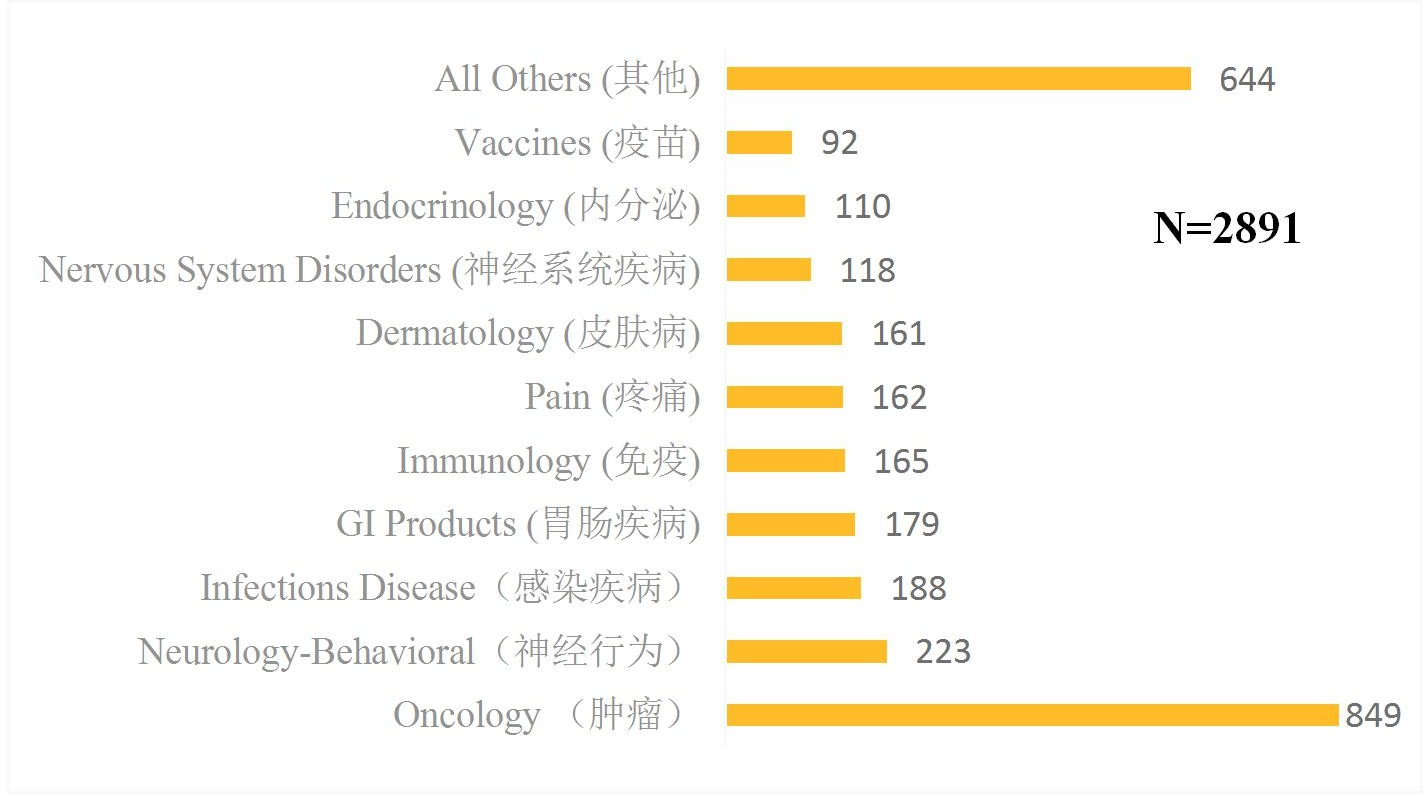 All Others (其他) 644
Vaccines (疫苗) 92
Endocrinology (内分泌) 110
N=2891
Nervous System Disorders (神经系统疾病) 118
Dermatology (皮肤病) 161
Pain (疼痛) 162
Immunology (免疫) 165
GI Products (胃肠疾病) 179
Infections Disease（感染疾病） 188
Neurology-Behavioral（神经行为） 223
Oncology （肿瘤） 849